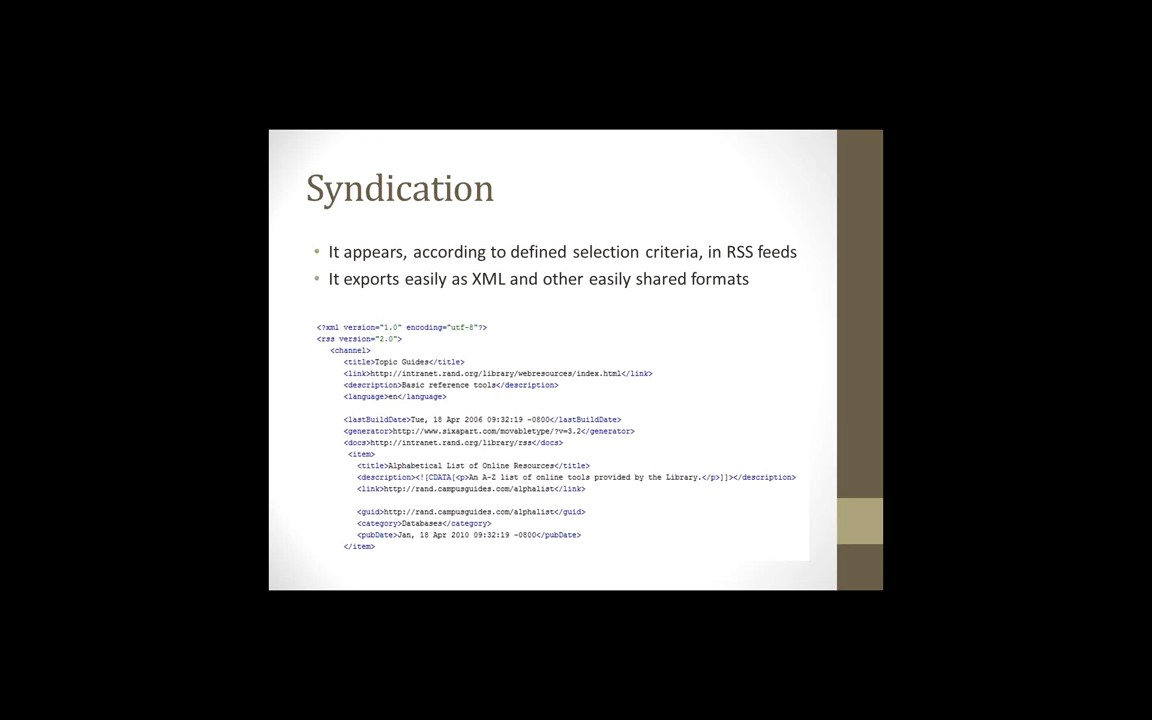 Syndication
• It appears, according to defined selection criteria, in RSS feeds
• It exports easily as XML and other easily shared formats
<?xml version="1.0" encoding="utf-8"?>
<rss version="2.0">
<channel>
<title>Topic Guides</title>
<link>http://intranet.rand.org/library/webresources/index.html</link>
<description>Basic reference tools</description>
<language>en</language>
<lastBuildDate>Tue, 18 Apr 2006 09:32:19 -0800</lastBuildDate>
<generator>http://www.sixapart.com/movabletype/?v=3.2</generator>
<docs>http://intranet.rand.org/library/rss</docs>
<item>
<title>Alphabetical List of Online Resources</title>
<description><![CDATA[<p>An A-Z list of online tools provided by the Library.</p>]]></description>
<link>http://rand.campusguides.com/alphalist</link>
<guid>http://rand.campusguides.com/alphalist</guid>
<category>Databases</category>
<pubDate>Jan, 18 Apr 2010 09:32:19 -0800</pubDate>
</item>